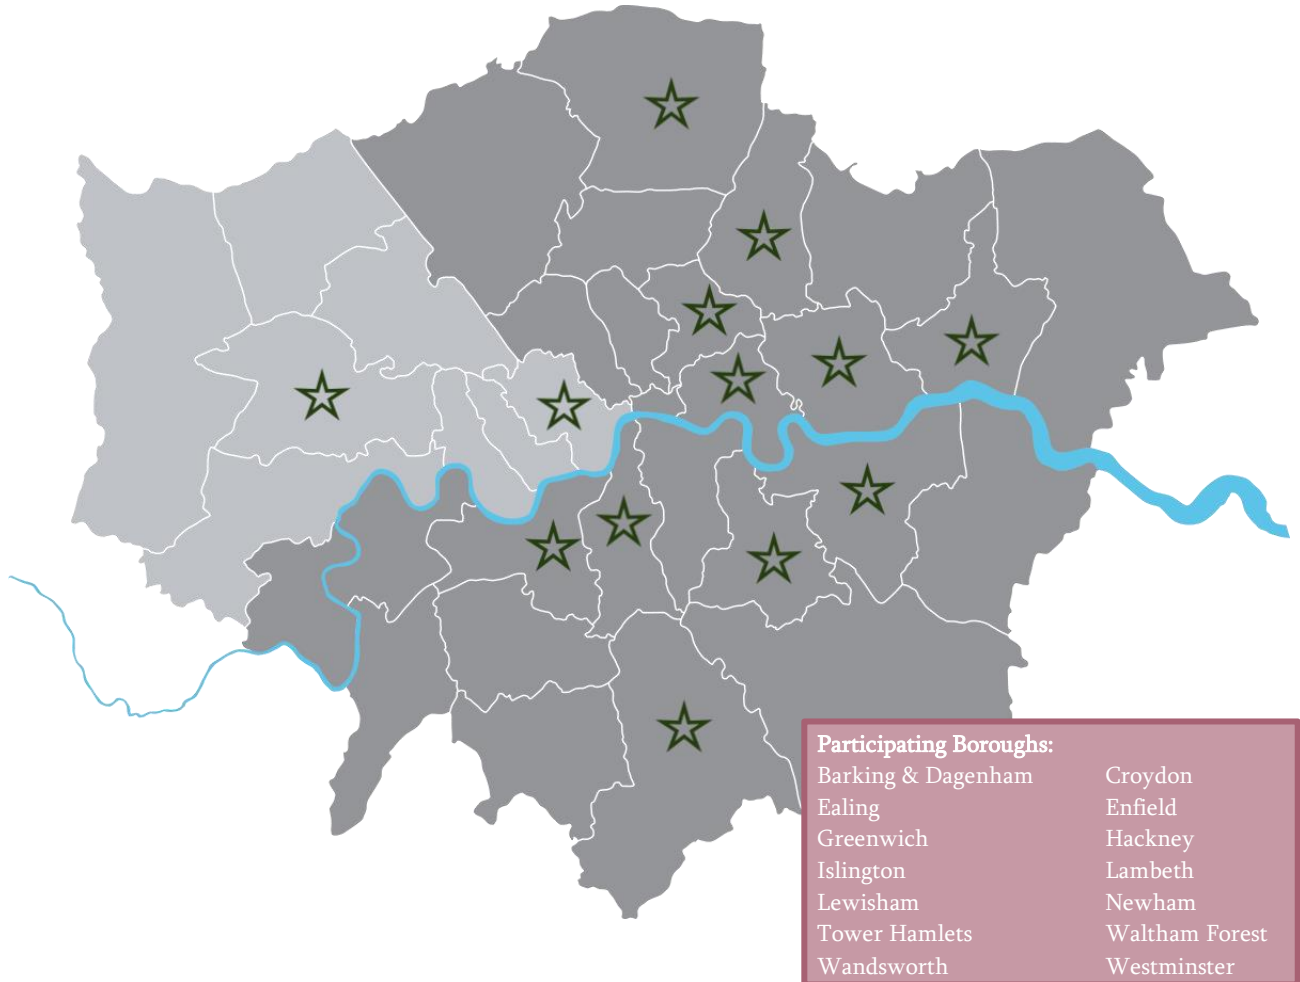 Participating Boroughs:
Barking & Dagenham
Ealing
Greenwich
Islington
Lewisham
Tower Hamlets
Wandsworth
Croydon
Enfield
Hackney
Lambeth
Newham
Waltham Forest
Westminster